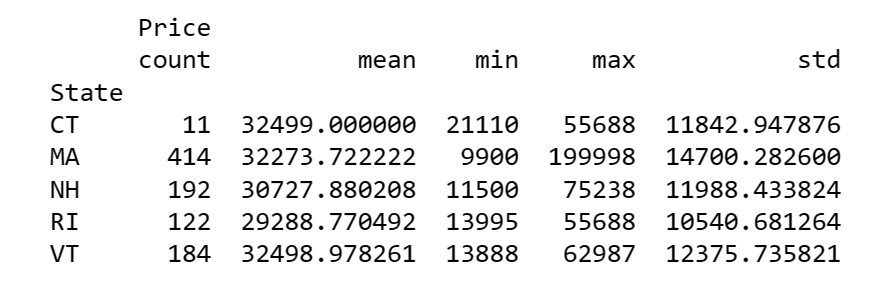 Price
count mean min max std
State
CT 11 32499.000000 21110 55688 11842.947876
MA 414 32273.722222 9900 199998 14700.282600
NH 192 30727.880208 11500 75238 11988.433824
RI 122 29288.770492 13995 55688 10540.681264
VT 184 32498.978261 13888 62987 12375.735821